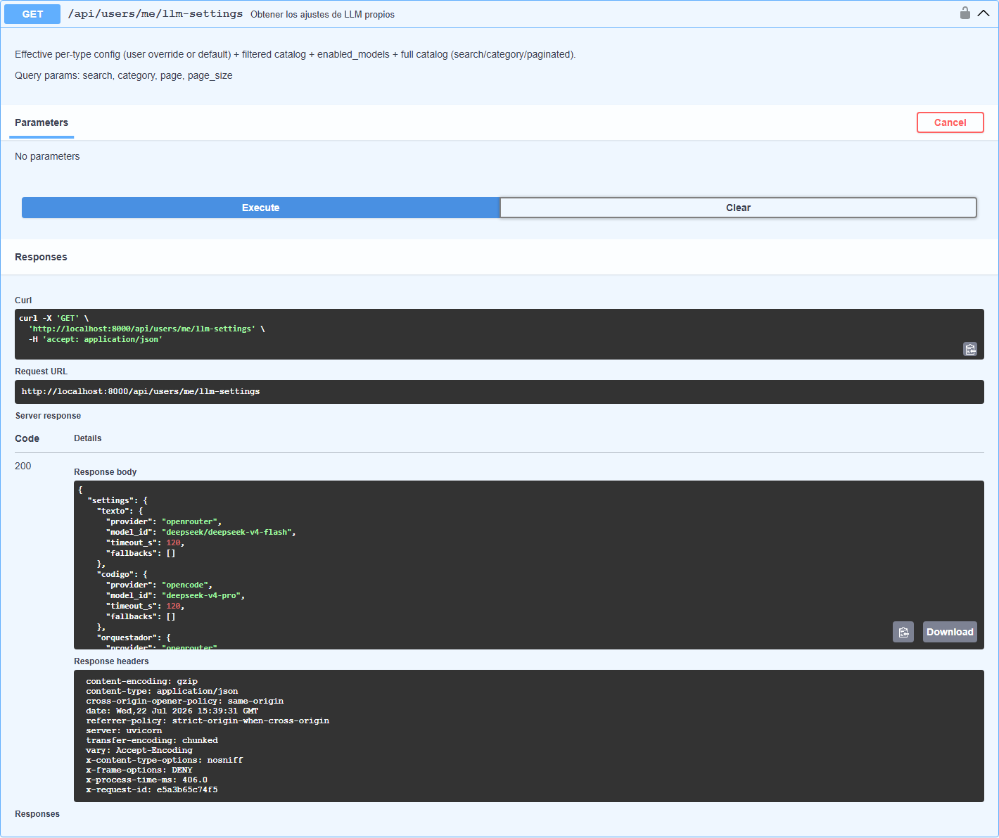 GET /api/users/me/llm-settings Obtener los ajustes de LLM propios
Effective per-type config (user override or default) + filtered catalog + enabled_models + full catalog (search/category/paginated).
Query params: search, category, page, page_size
Parameters Cancel
No parameters
Execute Clear
Responses
Curl
curl -X 'GET' \
  'http://localhost:8000/api/users/me/llm-settings' \
  -H 'accept: application/json'
Request URL
http://localhost:8000/api/users/me/llm-settings
Server response
Code Details
200
Response body
{
  "settings": {
    "texto": {
      "provider": "openrouter",
      "model_id": "deepseek/deepseek-v4-flash",
      "timeout_s": 120,
      "fallbacks": []
    },
    "codigo": {
      "provider": "opencode",
      "model_id": "deepseek-v4-pro",
      "timeout_s": 120,
      "fallbacks": []
    },
    "orquestador": {
      "provider": "openrouter"
Download
Response headers
content-encoding: gzip
content-type: application/json
cross-origin-opener-policy: same-origin
date: Wed,22 Jul 2026 15:39:31 GMT
referrer-policy: strict-origin-when-cross-origin
server: uvicorn
transfer-encoding: chunked
vary: Accept-Encoding
x-content-type-options: nosniff
x-frame-options: DENY
x-process-time-ms: 406.0
x-request-id: e5a3b65c74f5
Responses